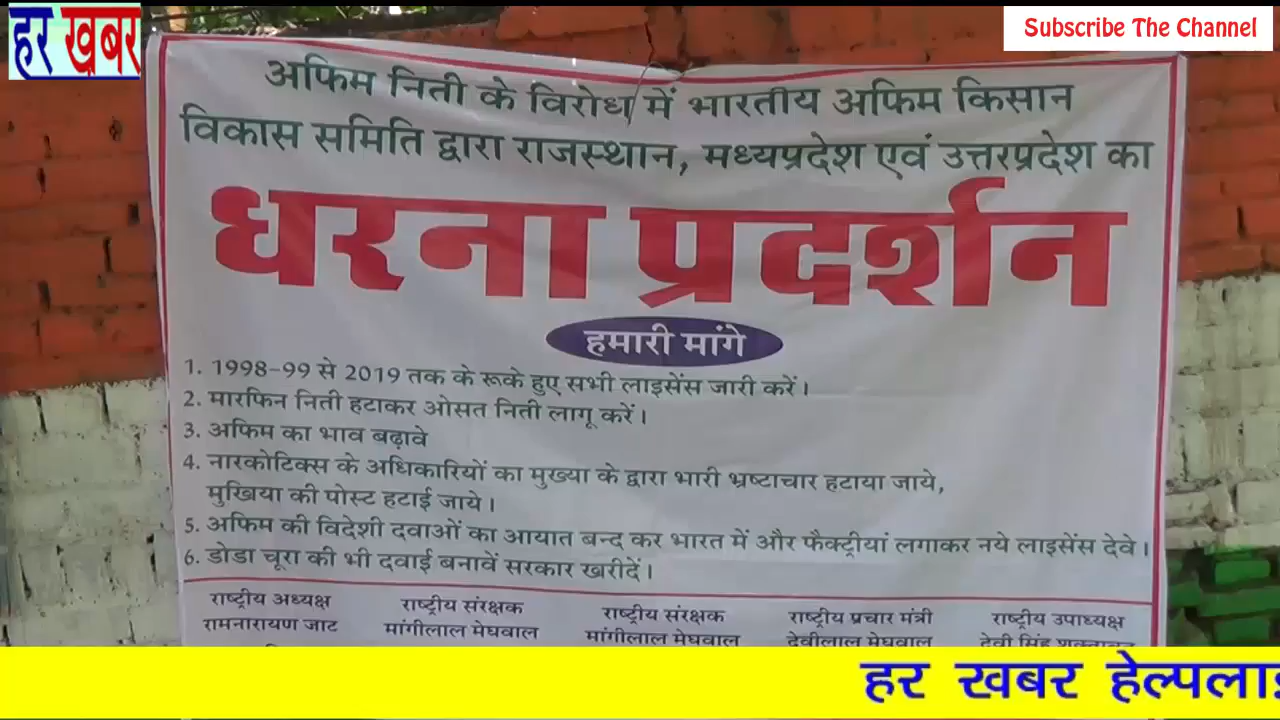 हर खबर
Subscribe The Channel
अफिम निती के विरोध में भारतीय अफिम किसान
विकास समिति द्वारा राजस्थान, मध्यप्रदेश एवं उत्तरप्रदेश का
धरना प्रदर्शन
हमारी मांगे
1. 1998-99 से 2019 तक के रूके हुए सभी लाइसेंस जारी करें।
2. मारफिन निती हटाकर ओसत निती लागू करें।
3. अफिम का भाव बढ़ावे
4. नारकोटिक्स के अधिकारियों का मुख्या के द्वारा भारी भ्रष्टाचार हटाया जाये,
मुखिया की पोस्ट हटाई जाये।
5. अफिम की विदेशी दवाओं का आयात बन्द कर भारत में और फैक्ट्रीयां लगाकर नये लाइसेंस देवे।
6. डोडा चूरा की भी दवाई बनावें सरकार खरीदें।
राष्ट्रीय अध्यक्ष राष्ट्रीय संरक्षक राष्ट्रीय संरक्षक राष्ट्रीय प्रचार मंत्री राष्ट्रीय उपाध्यक्ष
रामनारायण जाट मांगीलाल मेघवाल मांगीलाल मेघवाल देवीलाल मेघवाल देवी सिंह
हर खबर